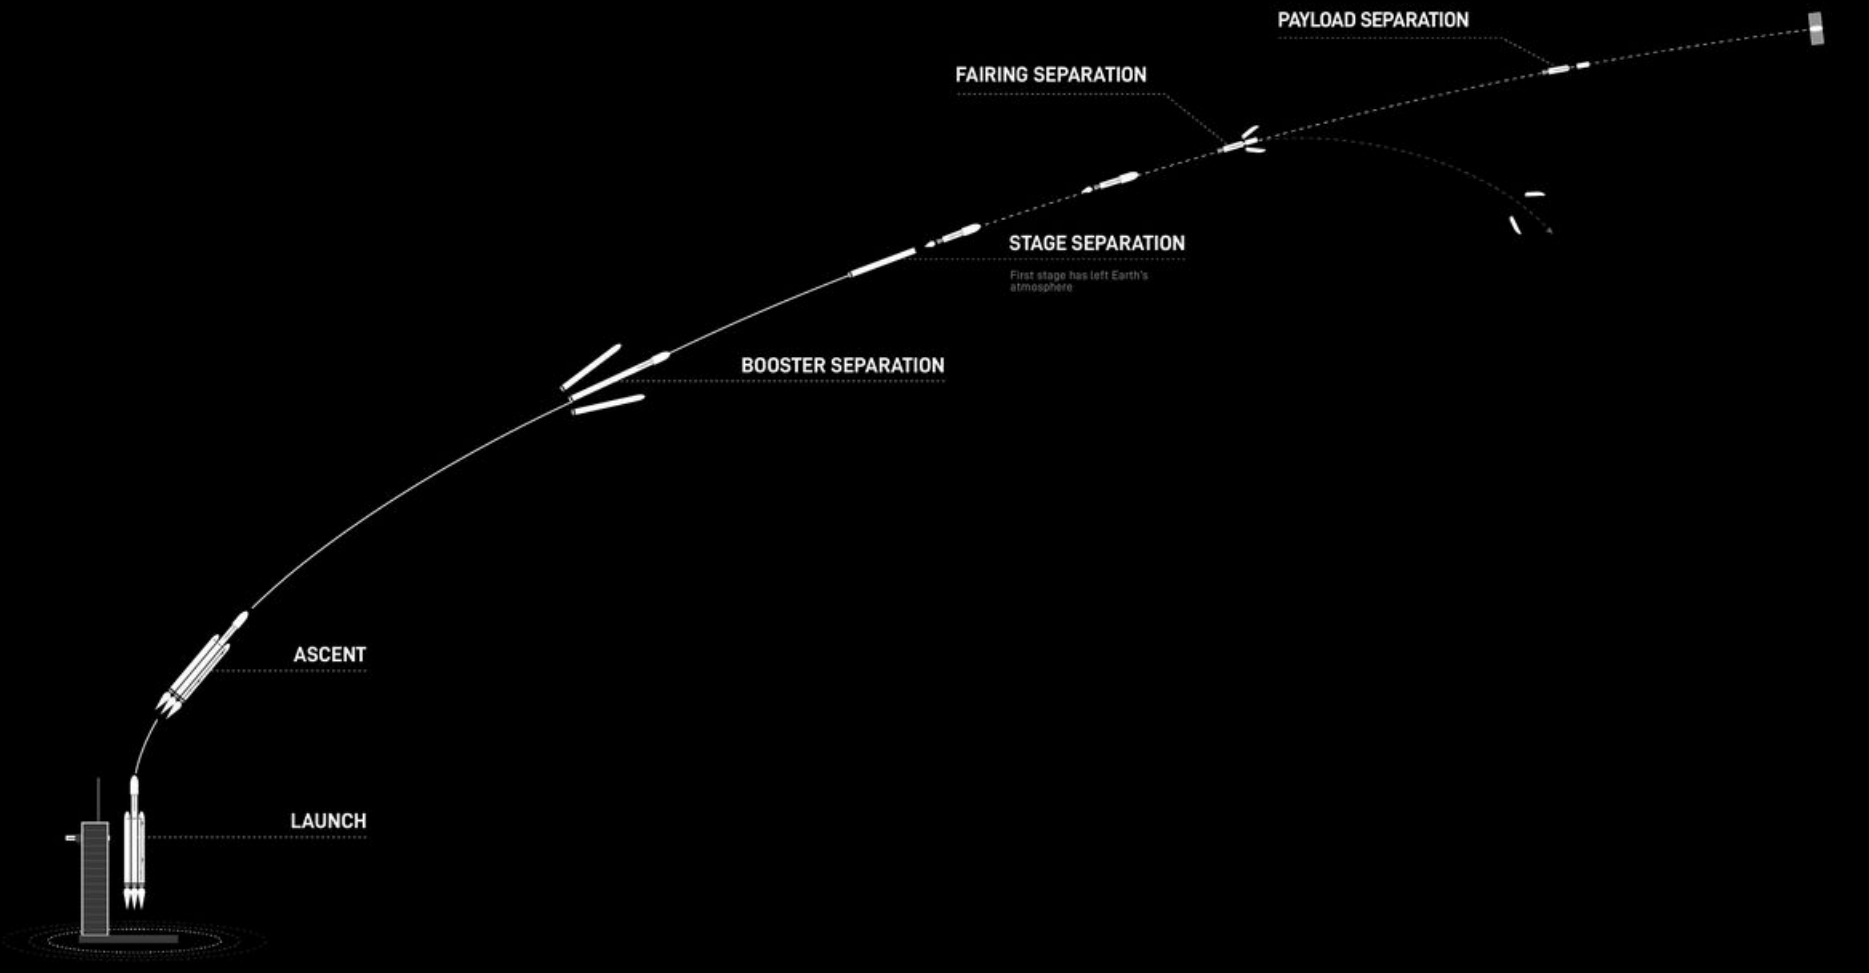 PAYLOAD SEPARATION
FAIRING SEPARATION
STAGE SEPARATION
First stage has left Earth's
atmosphere
BOOSTER SEPARATION
ASCENT
LAUNCH